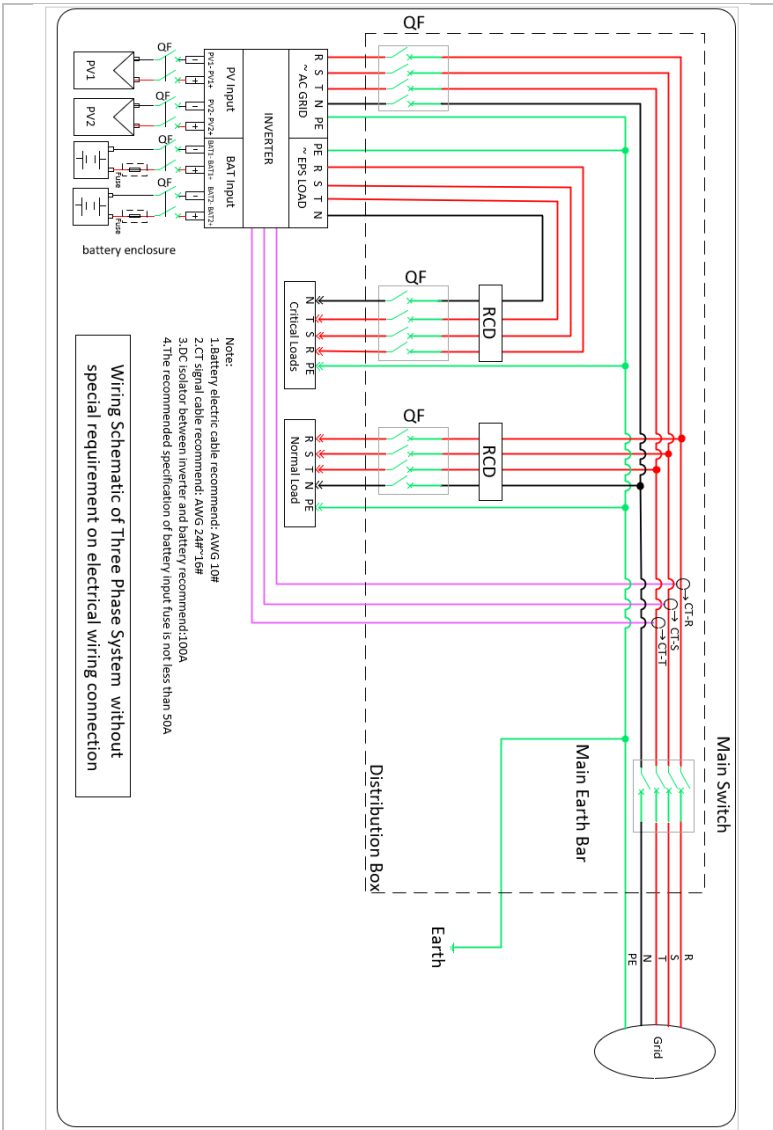 QF
PV1
QF
PV1- PV1+
PV Input
R S T N PE
~ AC GRID
INVERTER
PV2
QF
PV2- PV2+
QF
BAT1- BAT1+
BAT Input
PE R S T N
~ EPS LOAD
Fuse
QF
BAT2- BAT2+
Fuse
battery enclosure
QF
N T S R PE
Critical Loads
RCD
QF
R S T N PE
Normal Load
RCD
CT-R
CT-S
CT-T
Note:
1.Battery electric cable recommend: AWG 10#
2.CT signal cable recommend: AWG 24#~16#
3.DC isolator between inverter and battery recommend:100A
4.The recommended specification of battery input fuse is not less than 50A
Wiring Schematic of Three Phase System without
special requirement on electrical wiring connection
Main Switch
Main Earth Bar
Distribution Box
Earth
R
S
T
N
PE
Grid